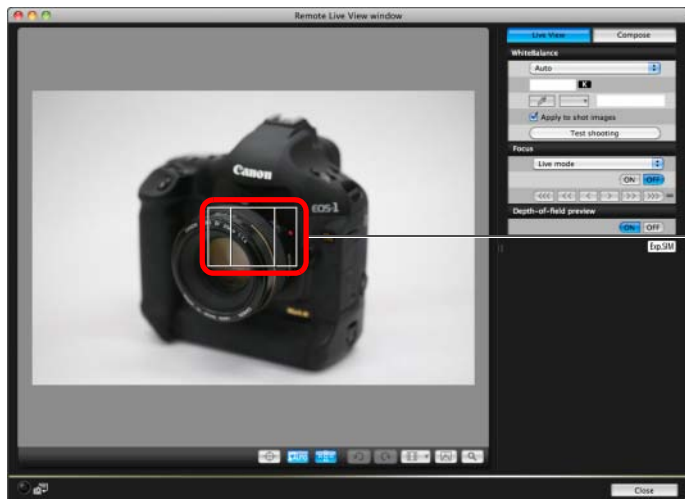 Remote Live View window
Live View
Compose
WhiteBalance
Auto
K
Apply to shot images
Test shooting
Focus
Live mode
ON OFF
<<< << < > >> >>>
Depth-of-field preview
ON OFF
Exp.SIM
Canon
EOS-1
Close